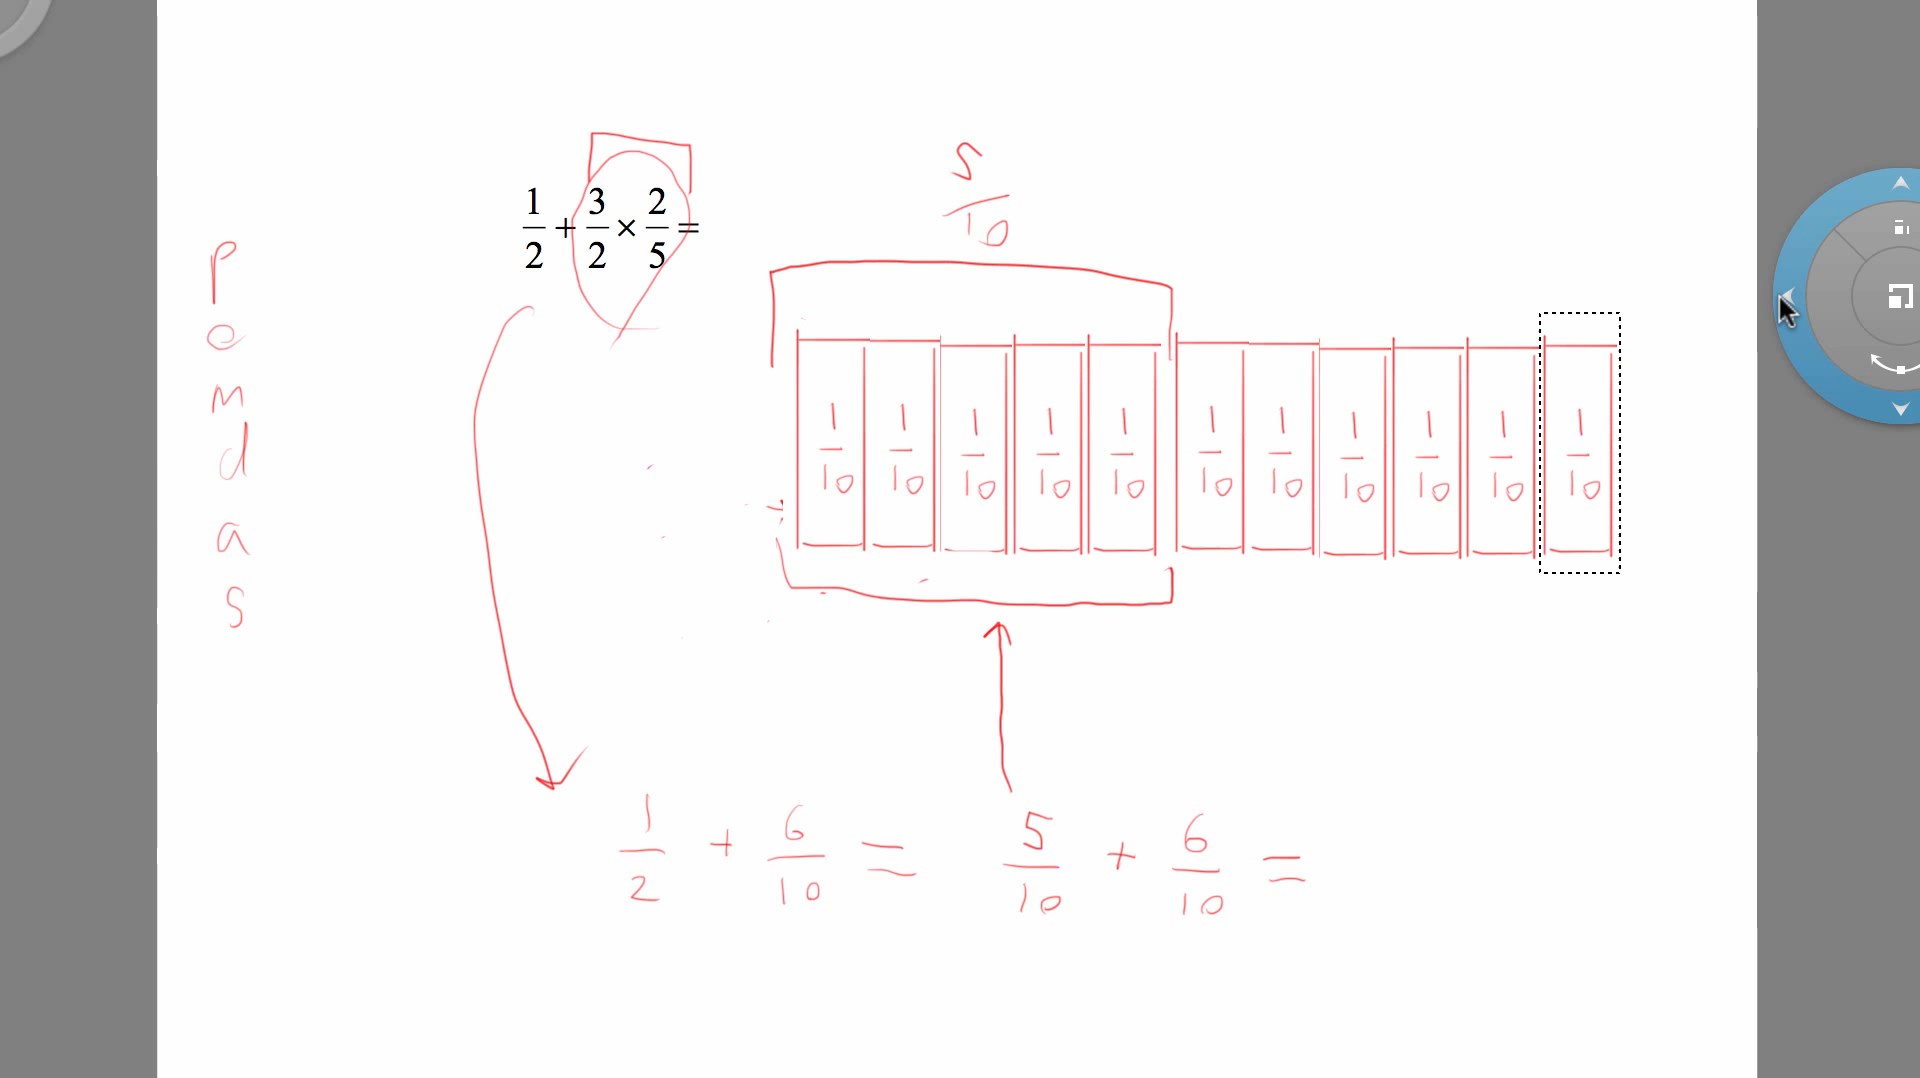 1/2 + 3/2 × 2/5 =
5/10
P
e
m
d
a
s
1/10 1/10 1/10 1/10 1/10 1/10 1/10 1/10 1/10 1/10 1/10
1/2 + 6/10 = 5/10 + 6/10 =